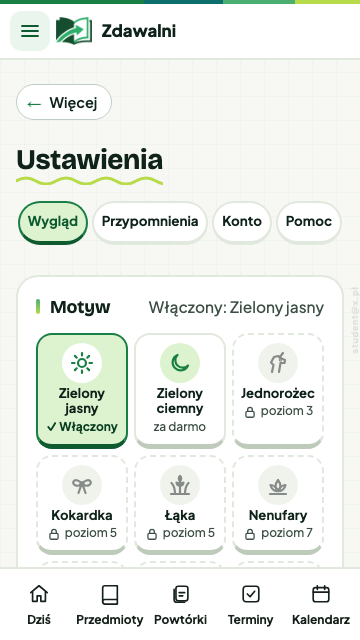 Zdawalni
← Więcej
Ustawienia
Wygląd Przypomnienia Konto Pomoc
Motyw Włączony: Zielony jasny
Zielony jasny
✓ Włączony
Zielony ciemny
za darmo
Jednorożec
poziom 3
Kokardka
poziom 5
Łąka
poziom 5
Nenufary
poziom 7
student@x.pl
Dziś Przedmioty Powtórki Terminy Kalendarz